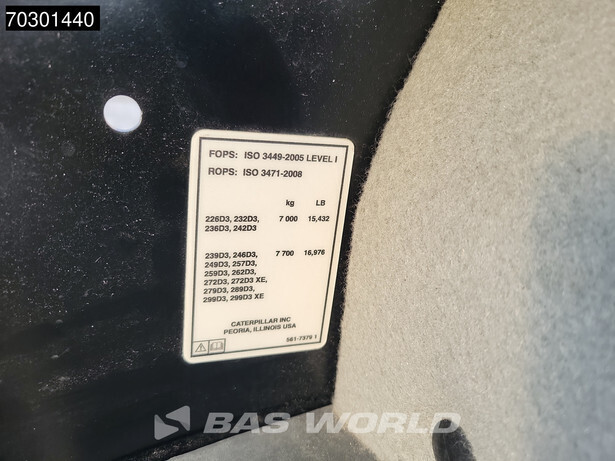 70301440
FOPS: ISO 3449-2005 LEVEL I
ROPS: ISO 3471-2008
kg LB
226D3, 232D3, 7 000 15,432
236D3, 242D3
239D3, 246D3, 7 700 16,976
249D3, 257D3,
259D3, 262D3,
272D3, 272D3 XE,
279D3, 289D3,
299D3, 299D3 XE
CATERPILLAR INC
PEORIA, ILLINOIS USA
561-7379 1
BAS WORLD